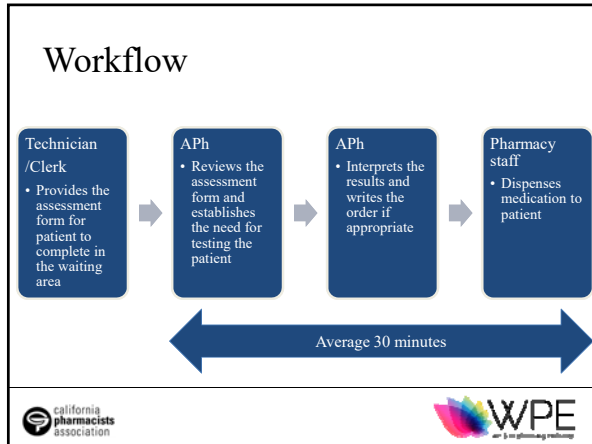 Workflow
Technician
/Clerk
• Provides the
assessment
form for
patient to
complete in
the waiting
area
APh
• Reviews the
assessment
form and
establishes
the need for
testing the
patient
APh
• Interprets the
results and
writes the
order if
appropriate
Pharmacy
staff
• Dispenses
medication to
patient
Average 30 minutes
california
pharmacists
association
WPE